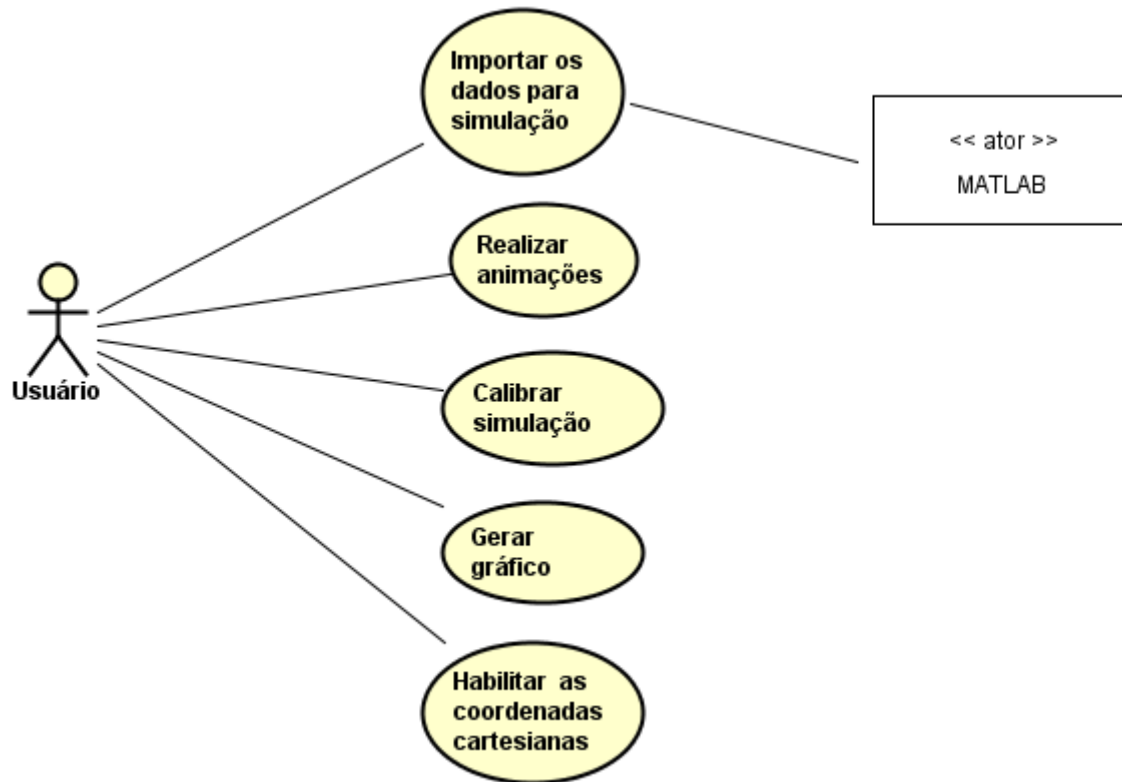 Importar os
dados para
simulação
<< ator >>
MATLAB
Realizar
animações
Usuário
Calibrar
simulação
Gerar
gráfico
Habilitar as
coordenadas
cartesianas